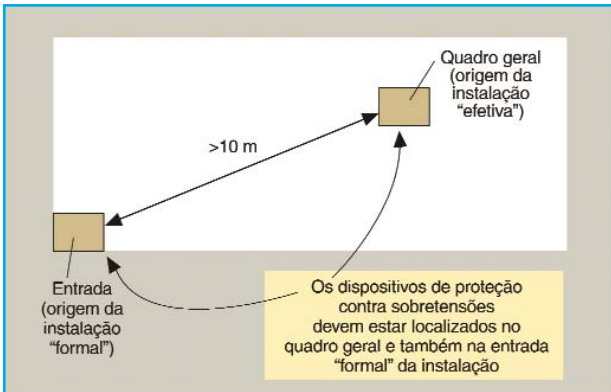 Quadro geral
(origem da
instalação
“efetiva”)
>10 m
Entrada
(origem da
instalação
“formal”)
Os dispositivos de proteção
contra sobretensões
devem estar localizados no
quadro geral e também na entrada
“formal” da instalação